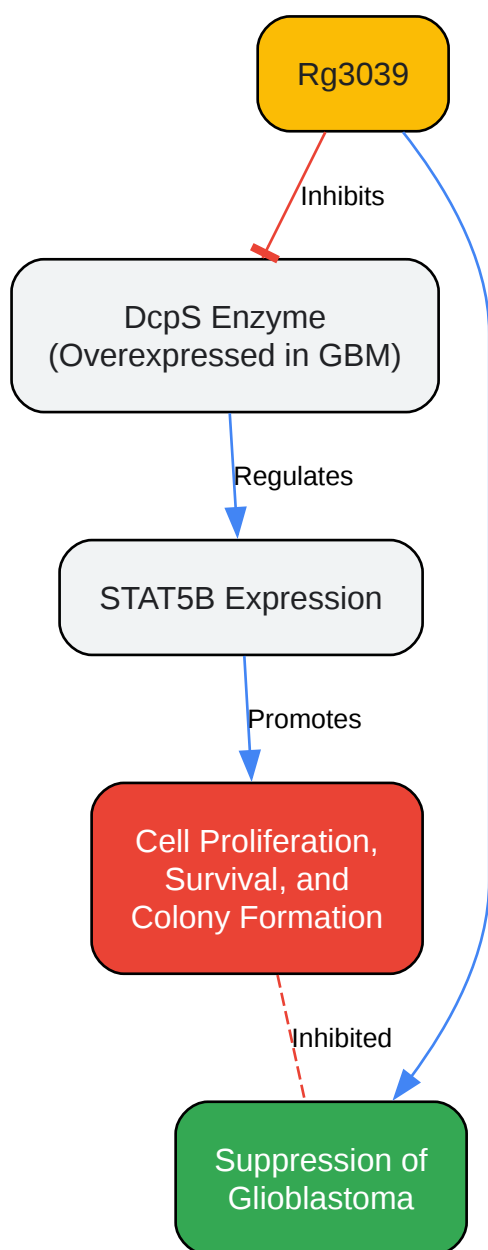 Rg3039
Inhibits
DcpS Enzyme
(Overexpressed in GBM)
Regulates
STAT5B Expression
Promotes
Cell Proliferation,
Survival, and
Colony Formation
Inhibited
Suppression of
Glioblastoma